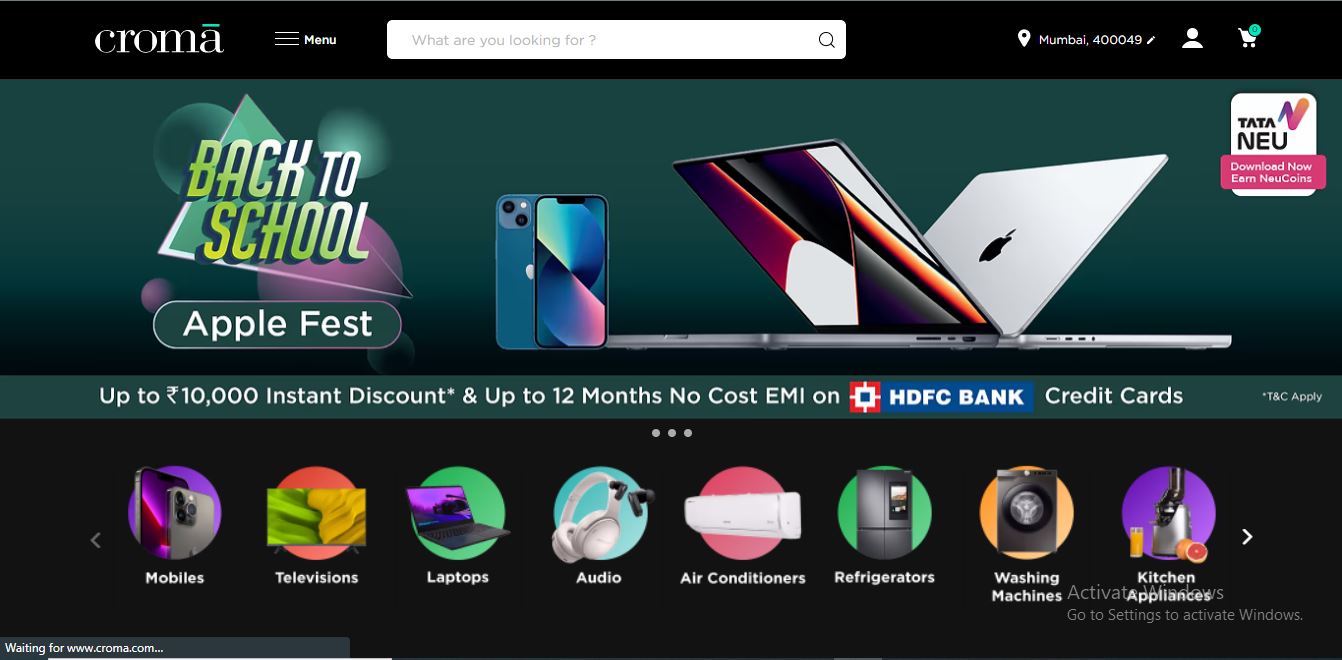 cromā
Menu
What are you looking for ?
Mumbai, 400049
0
BACK TO
SCHOOL
Apple Fest
TATA
NEU
Download Now
Earn NeuCoins
Up to ₹10,000 Instant Discount* & Up to 12 Months No Cost EMI on HDFC BANK Credit Cards
*T&C Apply
Mobiles
Televisions
Laptops
Audio
Air Conditioners
Refrigerators
Washing
Machines
Kitchen
Appliances
Activate Windows
Go to Settings to activate Windows.
Waiting for www.croma.com...